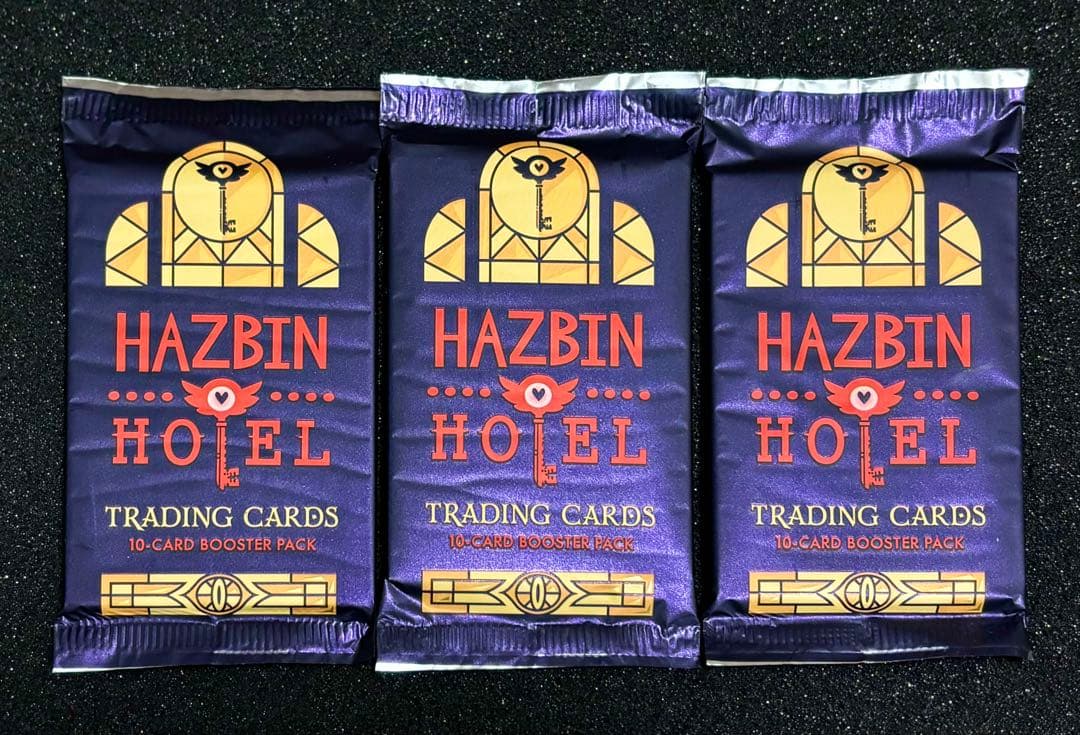 HAZBIN
HOTEL
TRADING CARDS
10-CARD BOOSTER PACK
HAZBIN
HOTEL
TRADING CARDS
10-CARD BOOSTER PACK
HAZBIN
HOTEL
TRADING CARDS
10-CARD BOOSTER PACK